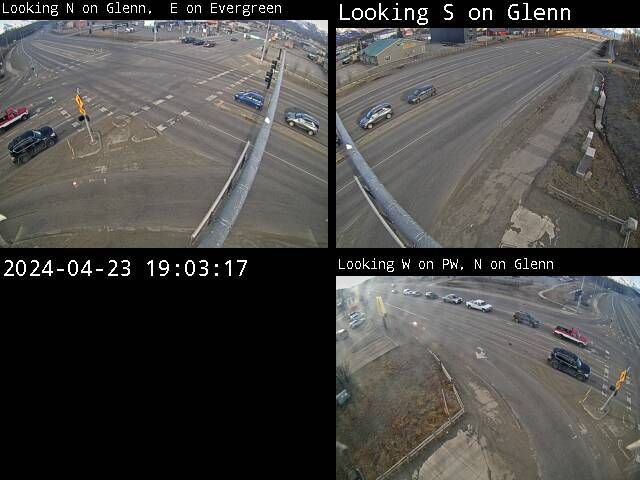 Looking N on Glenn, E on Evergreen
Looking S on Glenn
2024-04-23 19:03:17
Looking W on PW, N on Glenn